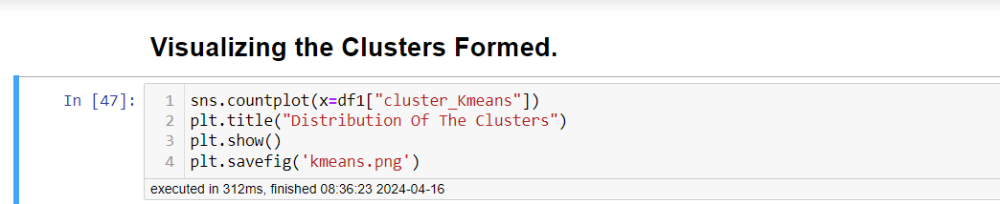 Visualizing the Clusters Formed.
In [47]:
1 sns.countplot(x=df1["cluster_Kmeans"])
2 plt.title("Distribution Of The Clusters")
3 plt.show()
4 plt.savefig('kmeans.png')
executed in 312ms, finished 08:36:23 2024-04-16